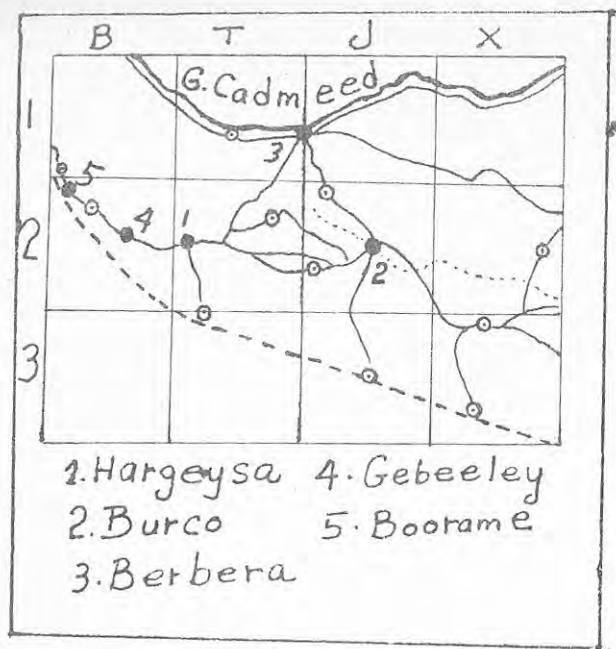 B T J X
G. Cadmeed
1
3
5
4 1
2
2
3
1. Hargeysa 4. Gebeeley
2. Burco 5. Boorame
3. Berbera